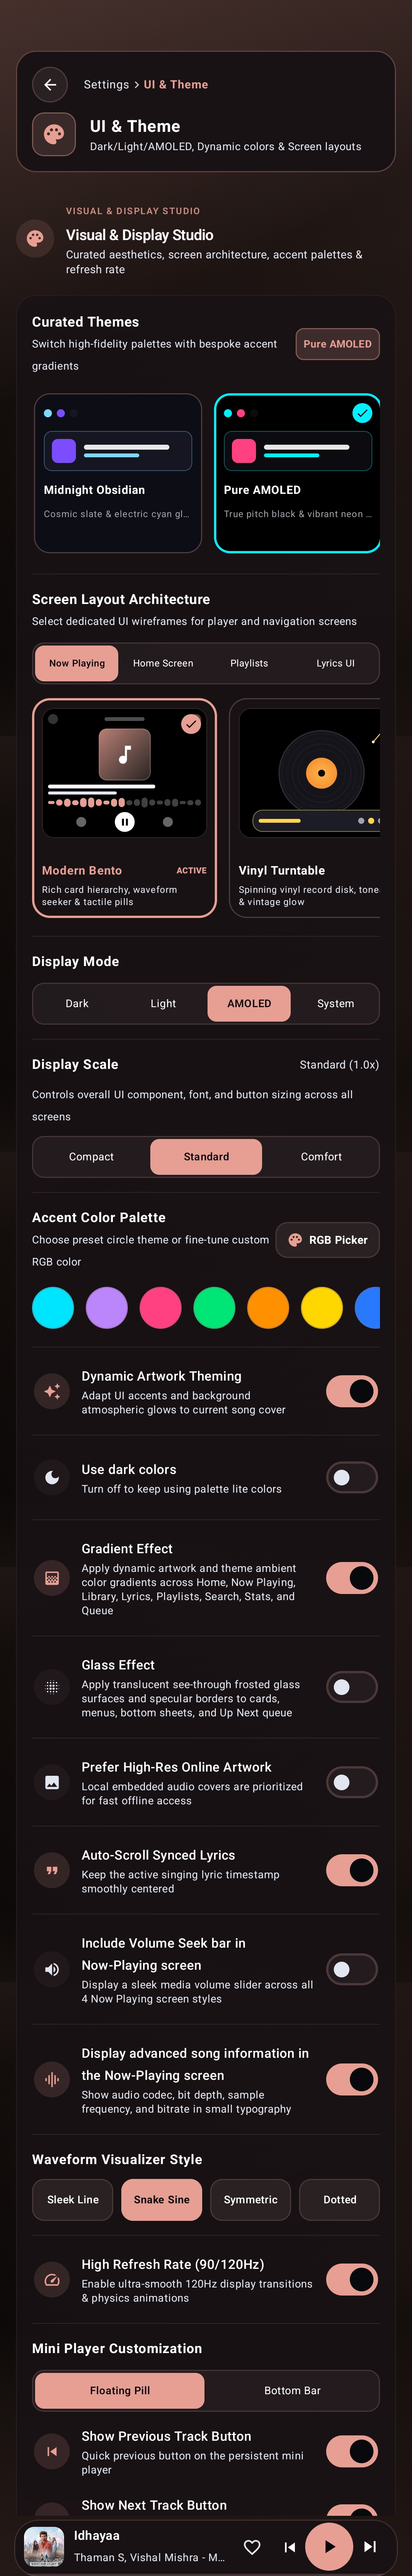 Settings > UI & Theme
UI & Theme
Dark/Light/AMOLED, Dynamic colors & Screen layouts
VISUAL & DISPLAY STUDIO
Visual & Display Studio
Curated aesthetics, screen architecture, accent palettes &
refresh rate
Curated Themes
Switch high-fidelity palettes with bespoke accent
gradients
Pure AMOLED
Midnight Obsidian
Cosmic slate & electric cyan gl...
Pure AMOLED
True pitch black & vibrant neon ...
Screen Layout Architecture
Select dedicated UI wireframes for player and navigation screens
Now Playing
Home Screen
Playlists
Lyrics UI
Modern Bento
ACTIVE
Rich card hierarchy, waveform
seeker & tactile pills
Vinyl Turntable
Spinning vinyl record disk, tone
& vintage glow
Display Mode
Dark
Light
AMOLED
System
Display Scale
Standard (1.0x)
Controls overall UI component, font, and button sizing across all
screens
Compact
Standard
Comfort
Accent Color Palette
Choose preset circle theme or fine-tune custom
RGB color
RGB Picker
Dynamic Artwork Theming
Adapt UI accents and background
atmospheric glows to current song cover
Use dark colors
Turn off to keep using palette lite colors
Gradient Effect
Apply dynamic artwork and theme ambient
color gradients across Home, Now Playing,
Library, Lyrics, Playlists, Search, Stats, and
Queue
Glass Effect
Apply translucent see-through frosted glass
surfaces and specular borders to cards,
menus, bottom sheets, and Up Next queue
Prefer High-Res Online Artwork
Local embedded audio covers are prioritized
for fast offline access
Auto-Scroll Synced Lyrics
Keep the active singing lyric timestamp
smoothly centered
Include Volume Seek bar in
Now-Playing screen
Display a sleek media volume slider across all
4 Now Playing screen styles
Display advanced song information in
the Now-Playing screen
Show audio codec, bit depth, sample
frequency, and bitrate in small typography
Waveform Visualizer Style
Sleek Line
Snake Sine
Symmetric
Dotted
High Refresh Rate (90/120Hz)
Enable ultra-smooth 120Hz display transitions
& physics animations
Mini Player Customization
Floating Pill
Bottom Bar
Show Previous Track Button
Quick previous button on the persistent mini
player
Show Next Track Button
Idhayaa
Thaman S, Vishal Mishra - M...